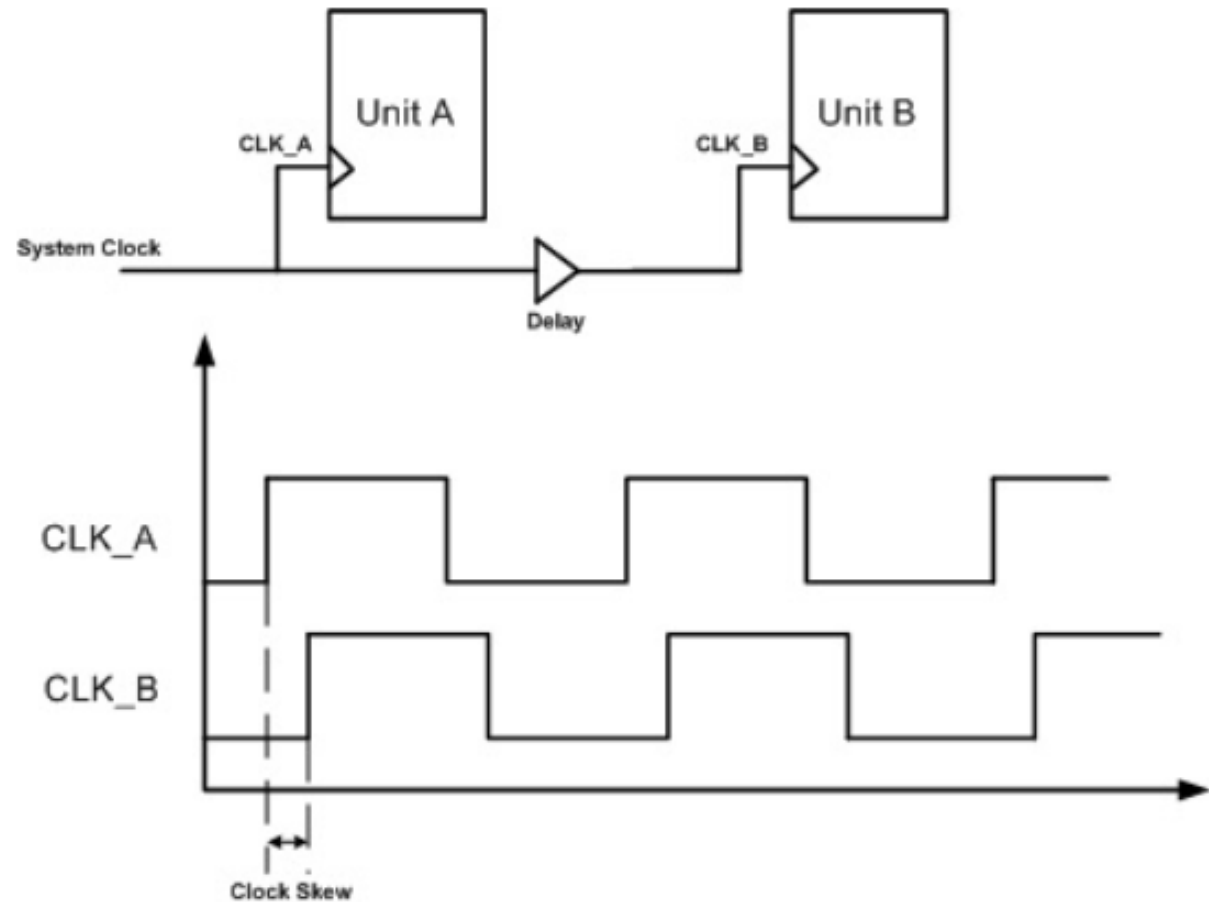 Unit A
Unit B
CLK_A
CLK_B
System Clock
Delay
CLK_A
CLK_B
Clock Skew